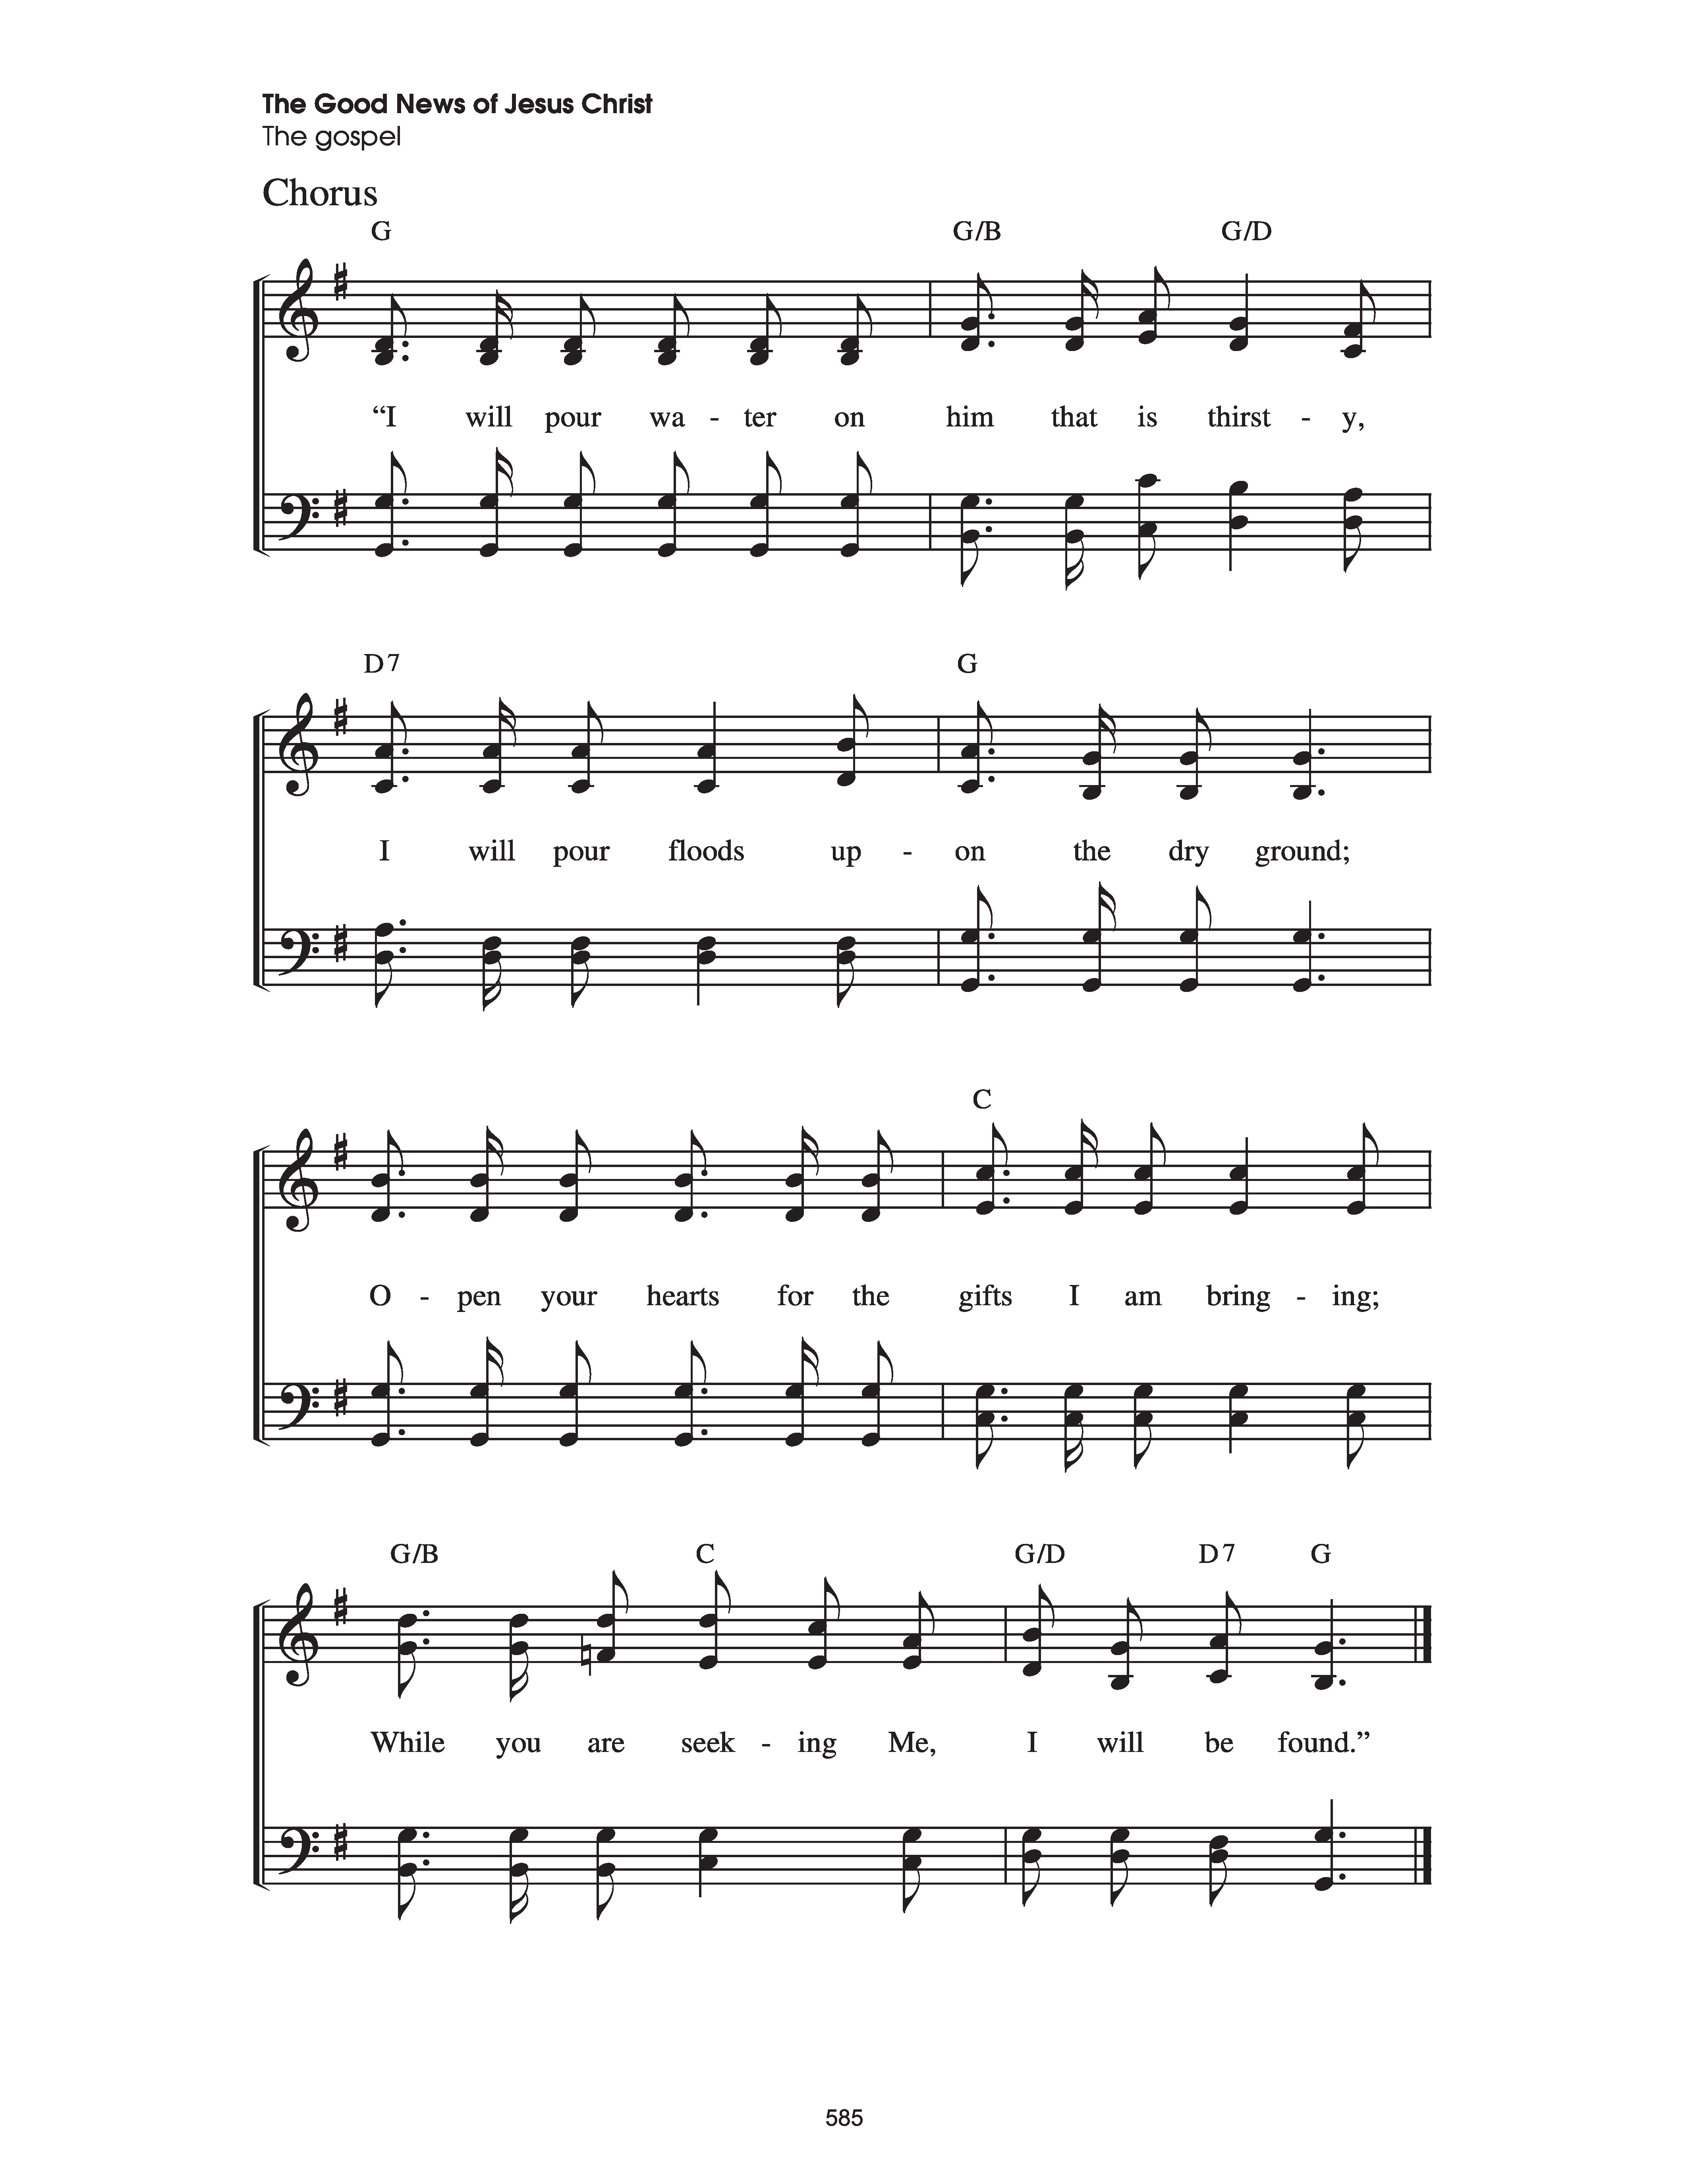 The Good News of Jesus Christ
The gospel
Chorus
G G/B G/D
“I will pour wa - ter on him that is thirst - y,
D7 G
I will pour floods up - on the dry ground;
C
O - pen your hearts for the gifts I am bring - ing;
G/B C G/D D7 G
While you are seek - ing Me, I will be found.”
585